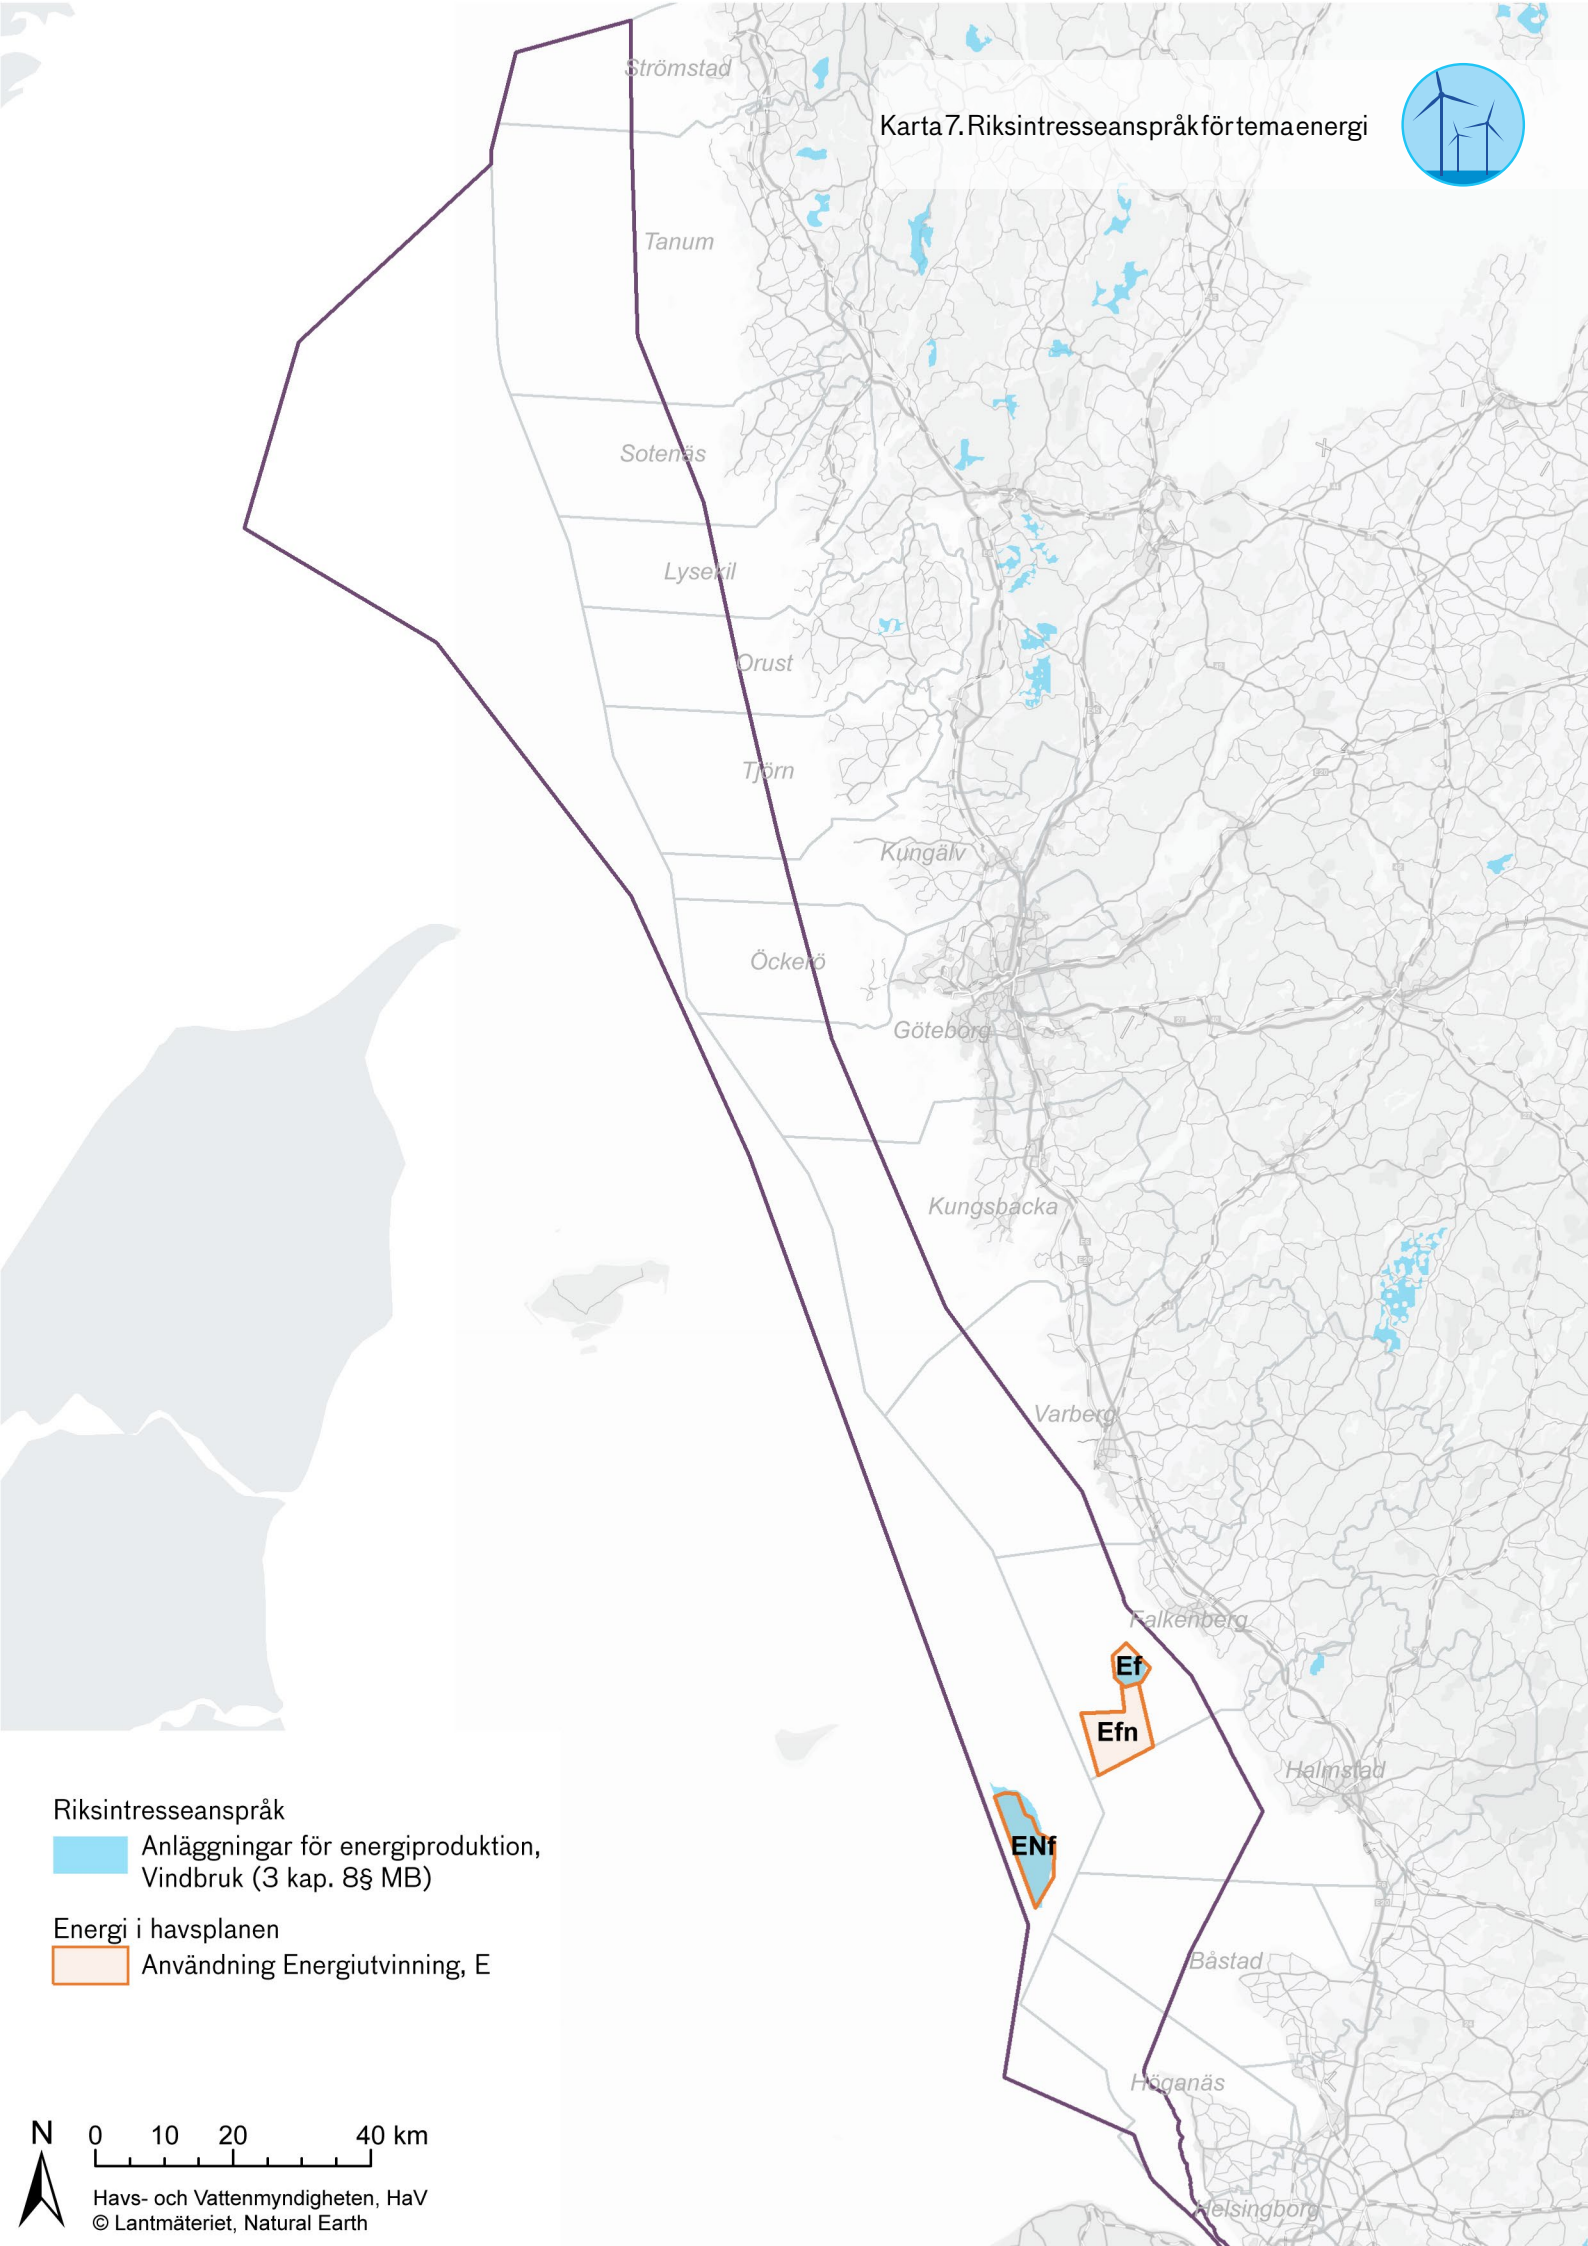 Karta 7. Riksintresseanspråk för tema energi
Strömstad
Tanum
Sotenäs
Lysekil
Orust
Tjörn
Kungälv
Öckerö
Göteborg
Kungsbacka
Varberg
Falkenberg
Ef
Efn
Halmstad
ENf
Båstad
Höganäs
Helsingborg
Riksintresseanspråk
Anläggningar för energiproduktion,
Vindbruk (3 kap. 8§ MB)
Energi i havsplanen
Användning Energiutvinning, E
N 0 10 20 40 km
Havs- och Vattenmyndigheten, HaV
© Lantmäteriet, Natural Earth